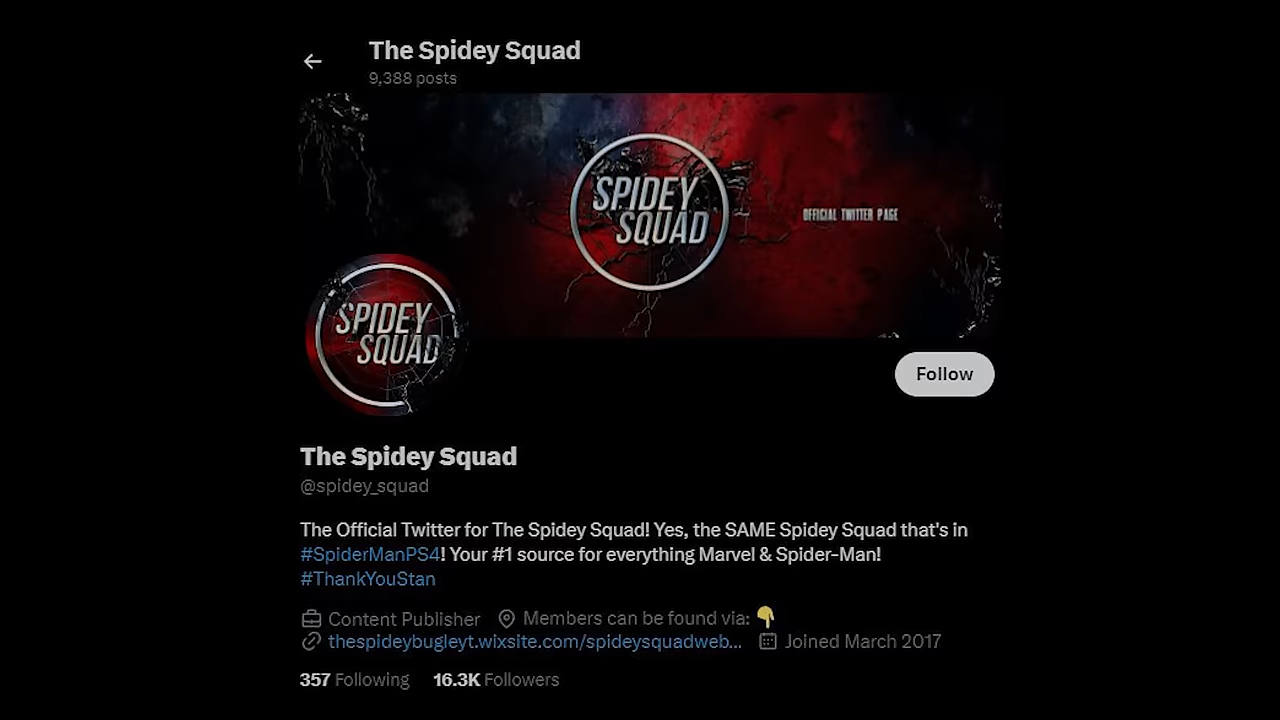 The Spidey Squad
9,388 posts
SPIDEY
SQUAD
OFFICIAL TWITTER PAGE
SPIDEY
SQUAD
Follow
The Spidey Squad
@spidey_squad
The Official Twitter for The Spidey Squad! Yes, the SAME Spidey Squad that's in
#SpiderManPS4! Your #1 source for everything Marvel & Spider-Man!
#ThankYouStan
Content Publisher Members can be found via: 👇
thespideybugleyt.wixsite.com/spideysquadweb... Joined March 2017
357 Following 16.3K Followers